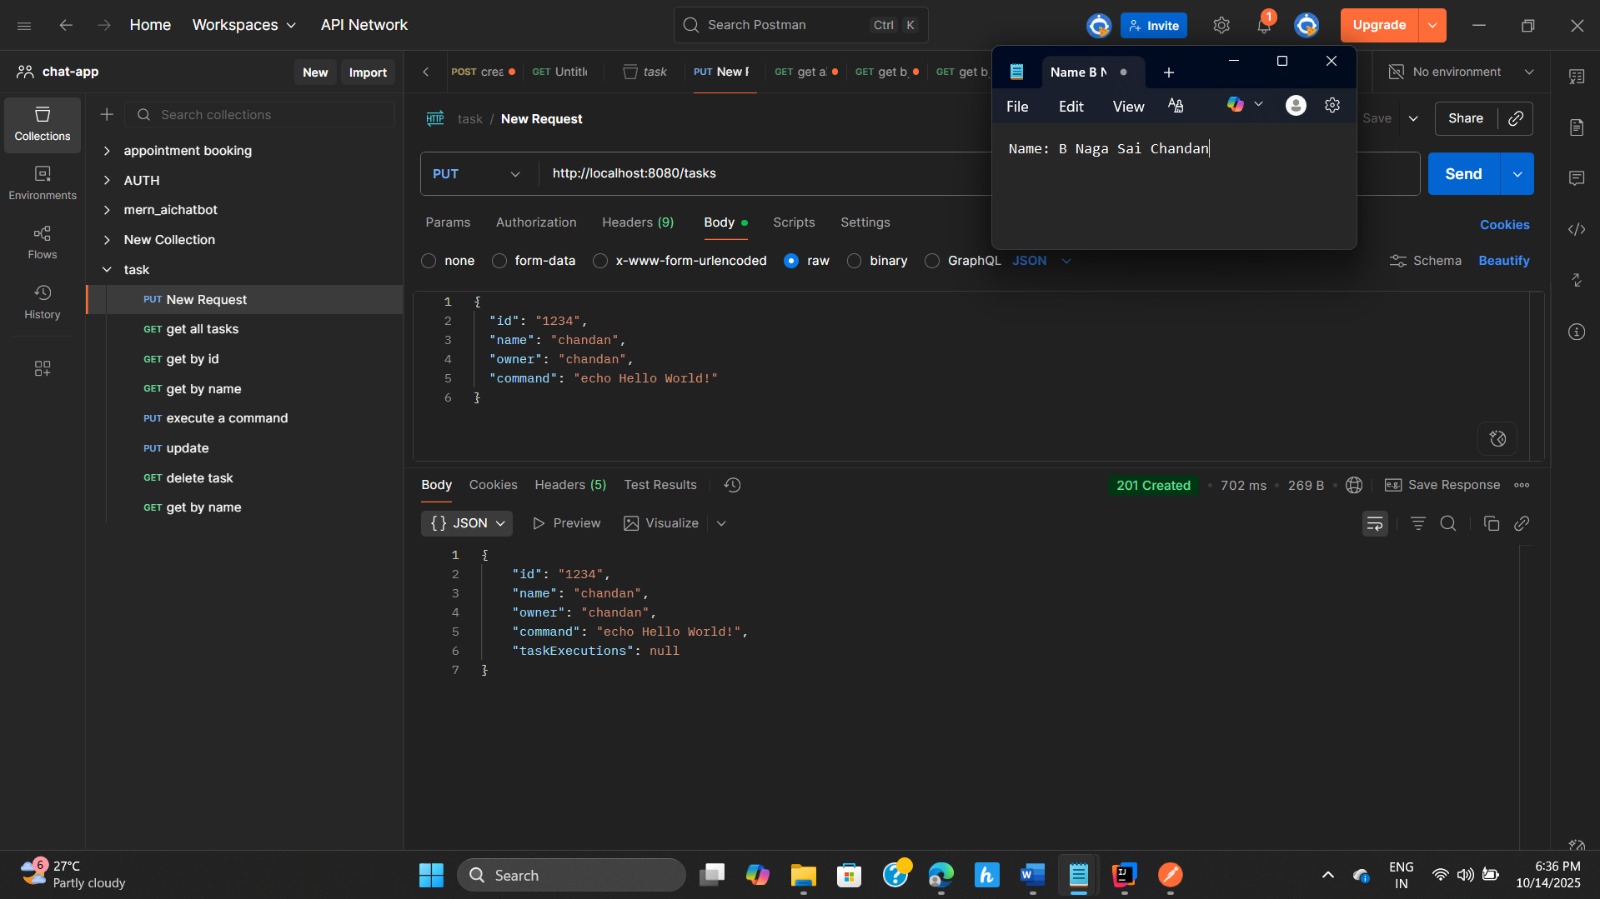 Home Workspaces API Network
Search Postman Ctrl K
Invite 1 Upgrade
chat-app New Import
POST crea GET Untitle task PUT New R GET get a GET get b GET get b
No environment
Collections
Environments
Flows
History
Search collections
appointment booking
AUTH
mern_aichatbot
New Collection
task
PUT New Request
GET get all tasks
GET get by id
GET get by name
PUT execute a command
PUT update
GET delete task
GET get by name
HTTP task / New Request
Save Share
PUT http://localhost:8080/tasks
Send
Name B N
File Edit View
Name: B Naga Sai Chandan
Params Authorization Headers (9) Body Scripts Settings
Cookies
none form-data x-www-form-urlencoded raw binary GraphQL JSON
Schema Beautify
1 {
2 "id": "1234",
3 "name": "chandan",
4 "owner": "chandan",
5 "command": "echo Hello World!"
6 }
Body Cookies Headers (5) Test Results
201 Created 702 ms 269 B e.g. Save Response
{} JSON Preview Visualize
1 {
2 "id": "1234",
3 "name": "chandan",
4 "owner": "chandan",
5 "command": "echo Hello World!",
6 "taskExecutions": null
7 }
6
27°C
Partly cloudy
Search
ENG
IN
6:36 PM
10/14/2025